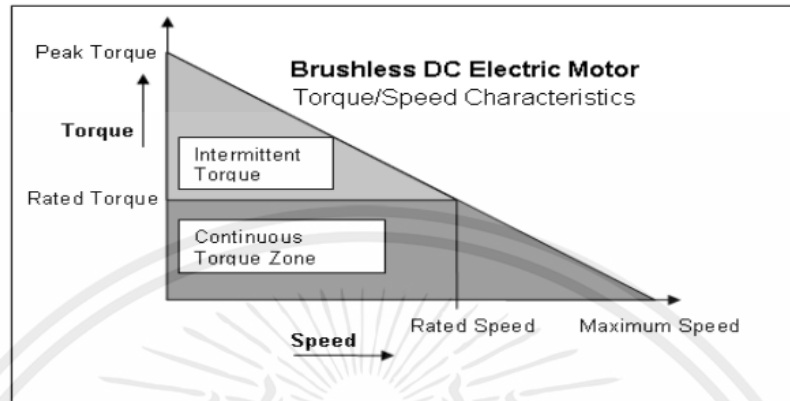 Peak Torque
Brushless DC Electric Motor
Torque/Speed Characteristics
Torque
Intermittent
Torque
Rated Torque
Continuous
Torque Zone
Rated Speed
Maximum Speed
Speed